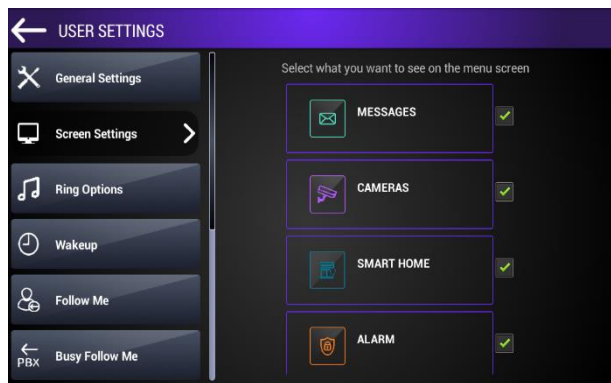 USER SETTINGS
General Settings
Screen Settings
Ring Options
Wakeup
Follow Me
PBX Busy Follow Me
Select what you want to see on the menu screen
MESSAGES
CAMERAS
SMART HOME
ALARM